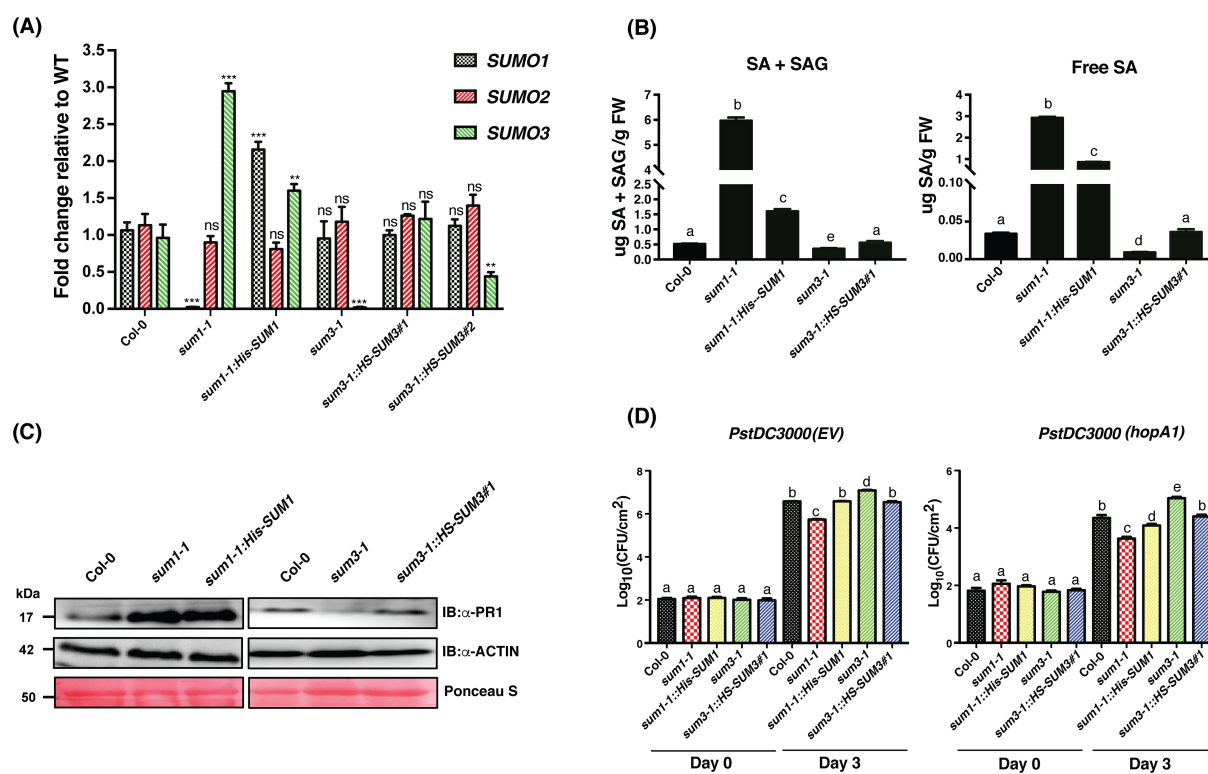 (A)
Fold change relative to WT
3.5
3.0
2.5
2.0
1.5
1.0
0.5
0.0
SUMO1
SUMO2
SUMO3
*** ns ***
*** ns **
ns ns ***
ns ns ns
ns ns **
Col-0
sum1-1
sum1-1:His-SUM1
sum3-1
sum3-1::HS-SUM3#1
sum3-1::HS-SUM3#2
(B)
SA + SAG
ug SA + SAG /g FW
7
6
5
4
2.5
2.0
1.5
1.0
0.5
0.0
a b c e a
Col-0
sum1-1
sum1-1:His--SUM1
sum3-1
sum3-1::HS-SUM3#1
Free SA
ug SA/g FW
4
3
2
1
0.10
0.05
0.00
a b c d a
Col-0
sum1-1
sum1-1:His-SUM1
sum3-1
sum3-1::HS-SUM3#1
(C)
Col-0
sum1-1
sum1-1:His-SUM1
Col-0
sum3-1
sum3-1::HS-SUM3#1
kDa
17
IB:α-PR1
42
IB:α-ACTIN
50
Ponceau S
(D)
PstDC3000(EV)
Log10(CFU/cm2)
8
6
4
2
0
a a a a a b c b d b
Col-0
sum1-1
sum1-1::His-SUM1
sum3-1
sum3-1::HS-SUM3#1
Col-0
sum1-1
sum1-1::His-SUM1
sum3-1
sum3-1::HS-SUM3#1
Day 0
Day 3
PstDC3000 (hopA1)
Log10(CFU/cm2)
6
4
2
0
a a a a a b c d e b
Col-0
sum1-1
sum1-1::His-SUM1
sum3-1
sum3-1::HS-SUM3#1
Col-0
sum1-1
sum1-1::His-SUM1
sum3-1
sum3-1::HS-SUM3#1
Day 0
Day 3